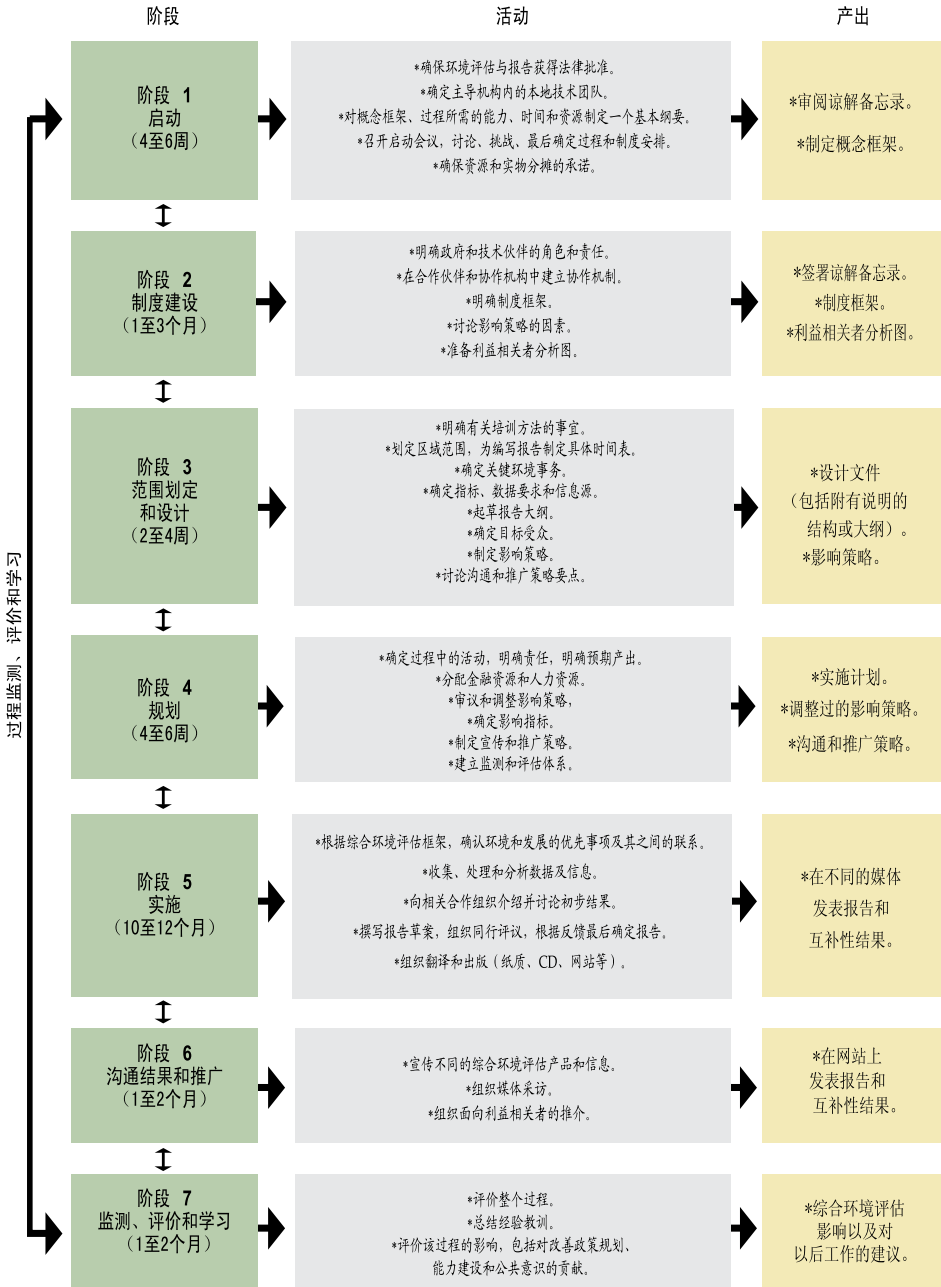 阶段
活动
产出
过程监测、评价和学习
阶段 1
启动
(4至6周)
*确保环境评估与报告获得法律批准。
*确定主导机构内的本地技术团队。
*对概念框架、过程所需的能力、时间和资源制定一个基本纲要。
*召开启动会议，讨论、挑战、最后确定过程和制度安排。
*确保资源和实物分摊的承诺。
*审阅谅解备忘录。
*制定概念框架。
阶段 2
制度建设
(1至3个月)
*明确政府和技术伙伴的角色和责任。
*在合作伙伴和协作机构中建立协作机制。
*明确制度框架。
*讨论影响策略的因素。
*准备利益相关者分析图。
*签署谅解备忘录。
*制度框架。
*利益相关者分析图。
阶段 3
范围划定
和设计
(2至4周)
*明确有关培训方法的事宜。
*划定区域范围，为编写报告制定具体时间表。
*确定关键环境事务。
*确定指标、数据要求和信息源。
*起草报告大纲。
*确定目标受众。
*制定影响策略。
*讨论沟通和推广策略要点。
*设计文件
(包括附有说明的
结构或大纲)。
*影响策略。
阶段 4
规划
(4至6周)
*确定过程中的活动，明确责任，明确预期产出。
*分配金融资源和人力资源。
*审议和调整影响策略，
*确定影响指标。
*制定宣传和推广策略。
*建立监测和评估体系。
*实施计划。
*调整过的影响策略。
*沟通和推广策略。
阶段 5
实施
(10至12个月)
*根据综合环境评估框架，确认环境和发展的优先事项及其之间的联系。
*收集、处理和分析数据及信息。
*向相关合作组织介绍并讨论初步结果。
*撰写报告草案，组织同行评议，根据反馈最后确定报告。
*组织翻译和出版（纸质、CD、网站等）。
*在不同的媒体
发表报告和
互补性结果。
阶段 6
沟通结果和推广
(1至2个月)
*宣传不同的综合环境评估产品和信息。
*组织媒体采访。
*组织面向利益相关者的推介。
*在网站上
发表报告和
互补性结果。
阶段 7
监测、评价和学习
(1至2个月)
*评价整个过程。
*总结经验教训。
*评价该过程的影响，包括对改善政策规划、
能力建设和公共意识的贡献。
*综合环境评估
影响以及对
以后工作的建议。